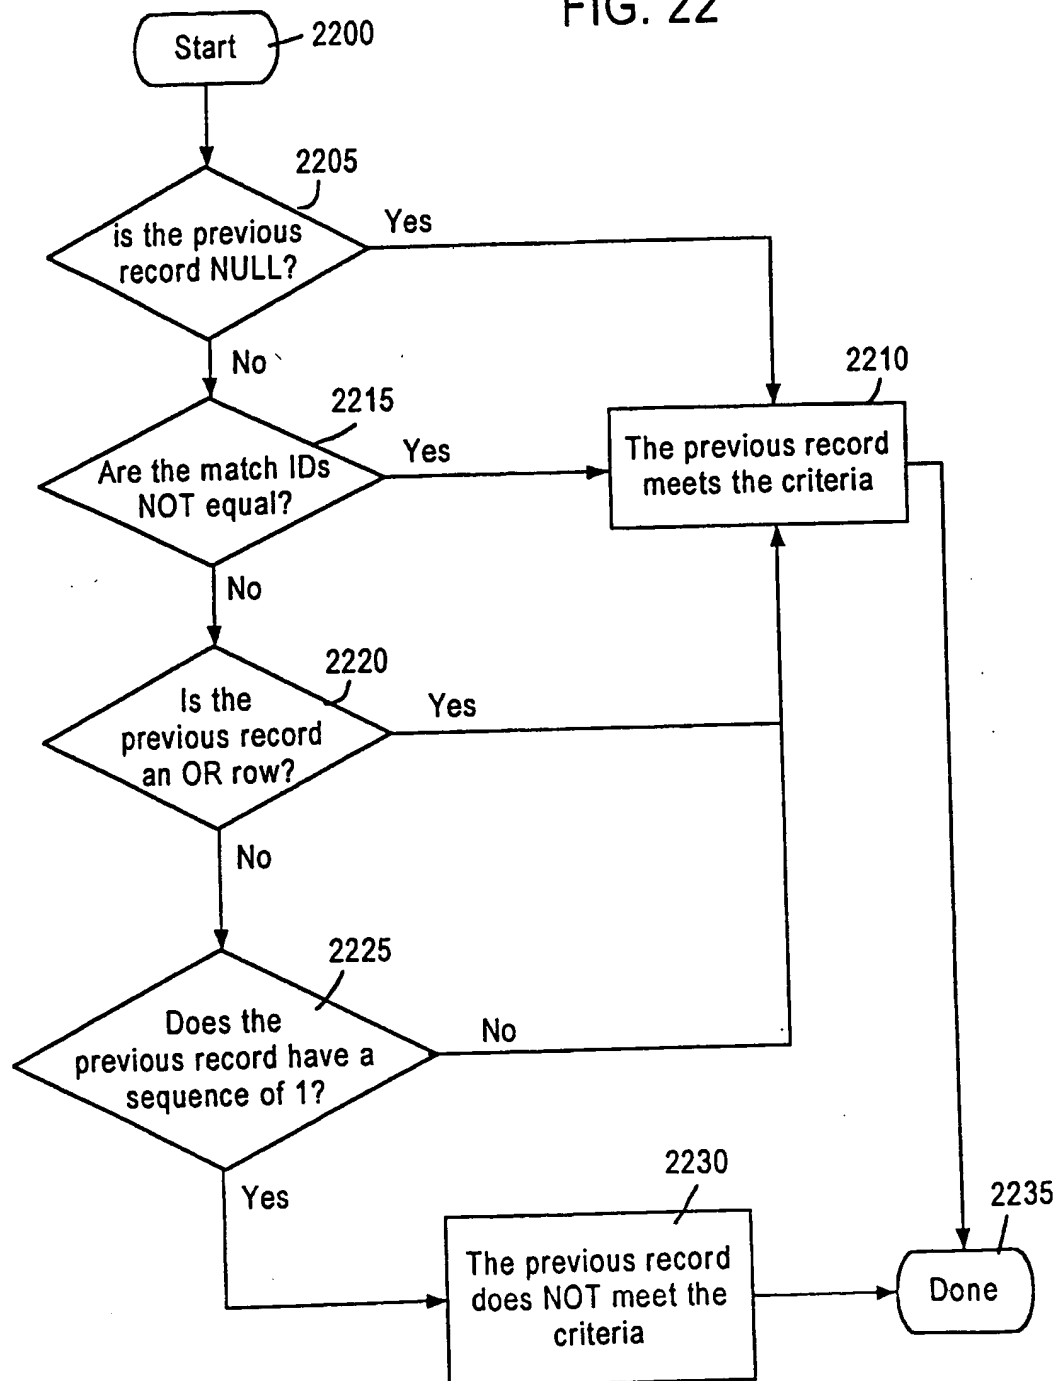 FIG. 22
Start
2200
2205
is the previous
record NULL?
Yes
No
2210
2215
Are the match IDs
NOT equal?
Yes
The previous record
meets the criteria
No
2220
Is the
previous record
an OR row?
Yes
No
2225
Does the
previous record have a
sequence of 1?
No
Yes
2230
2235
The previous record
does NOT meet the
criteria
Done